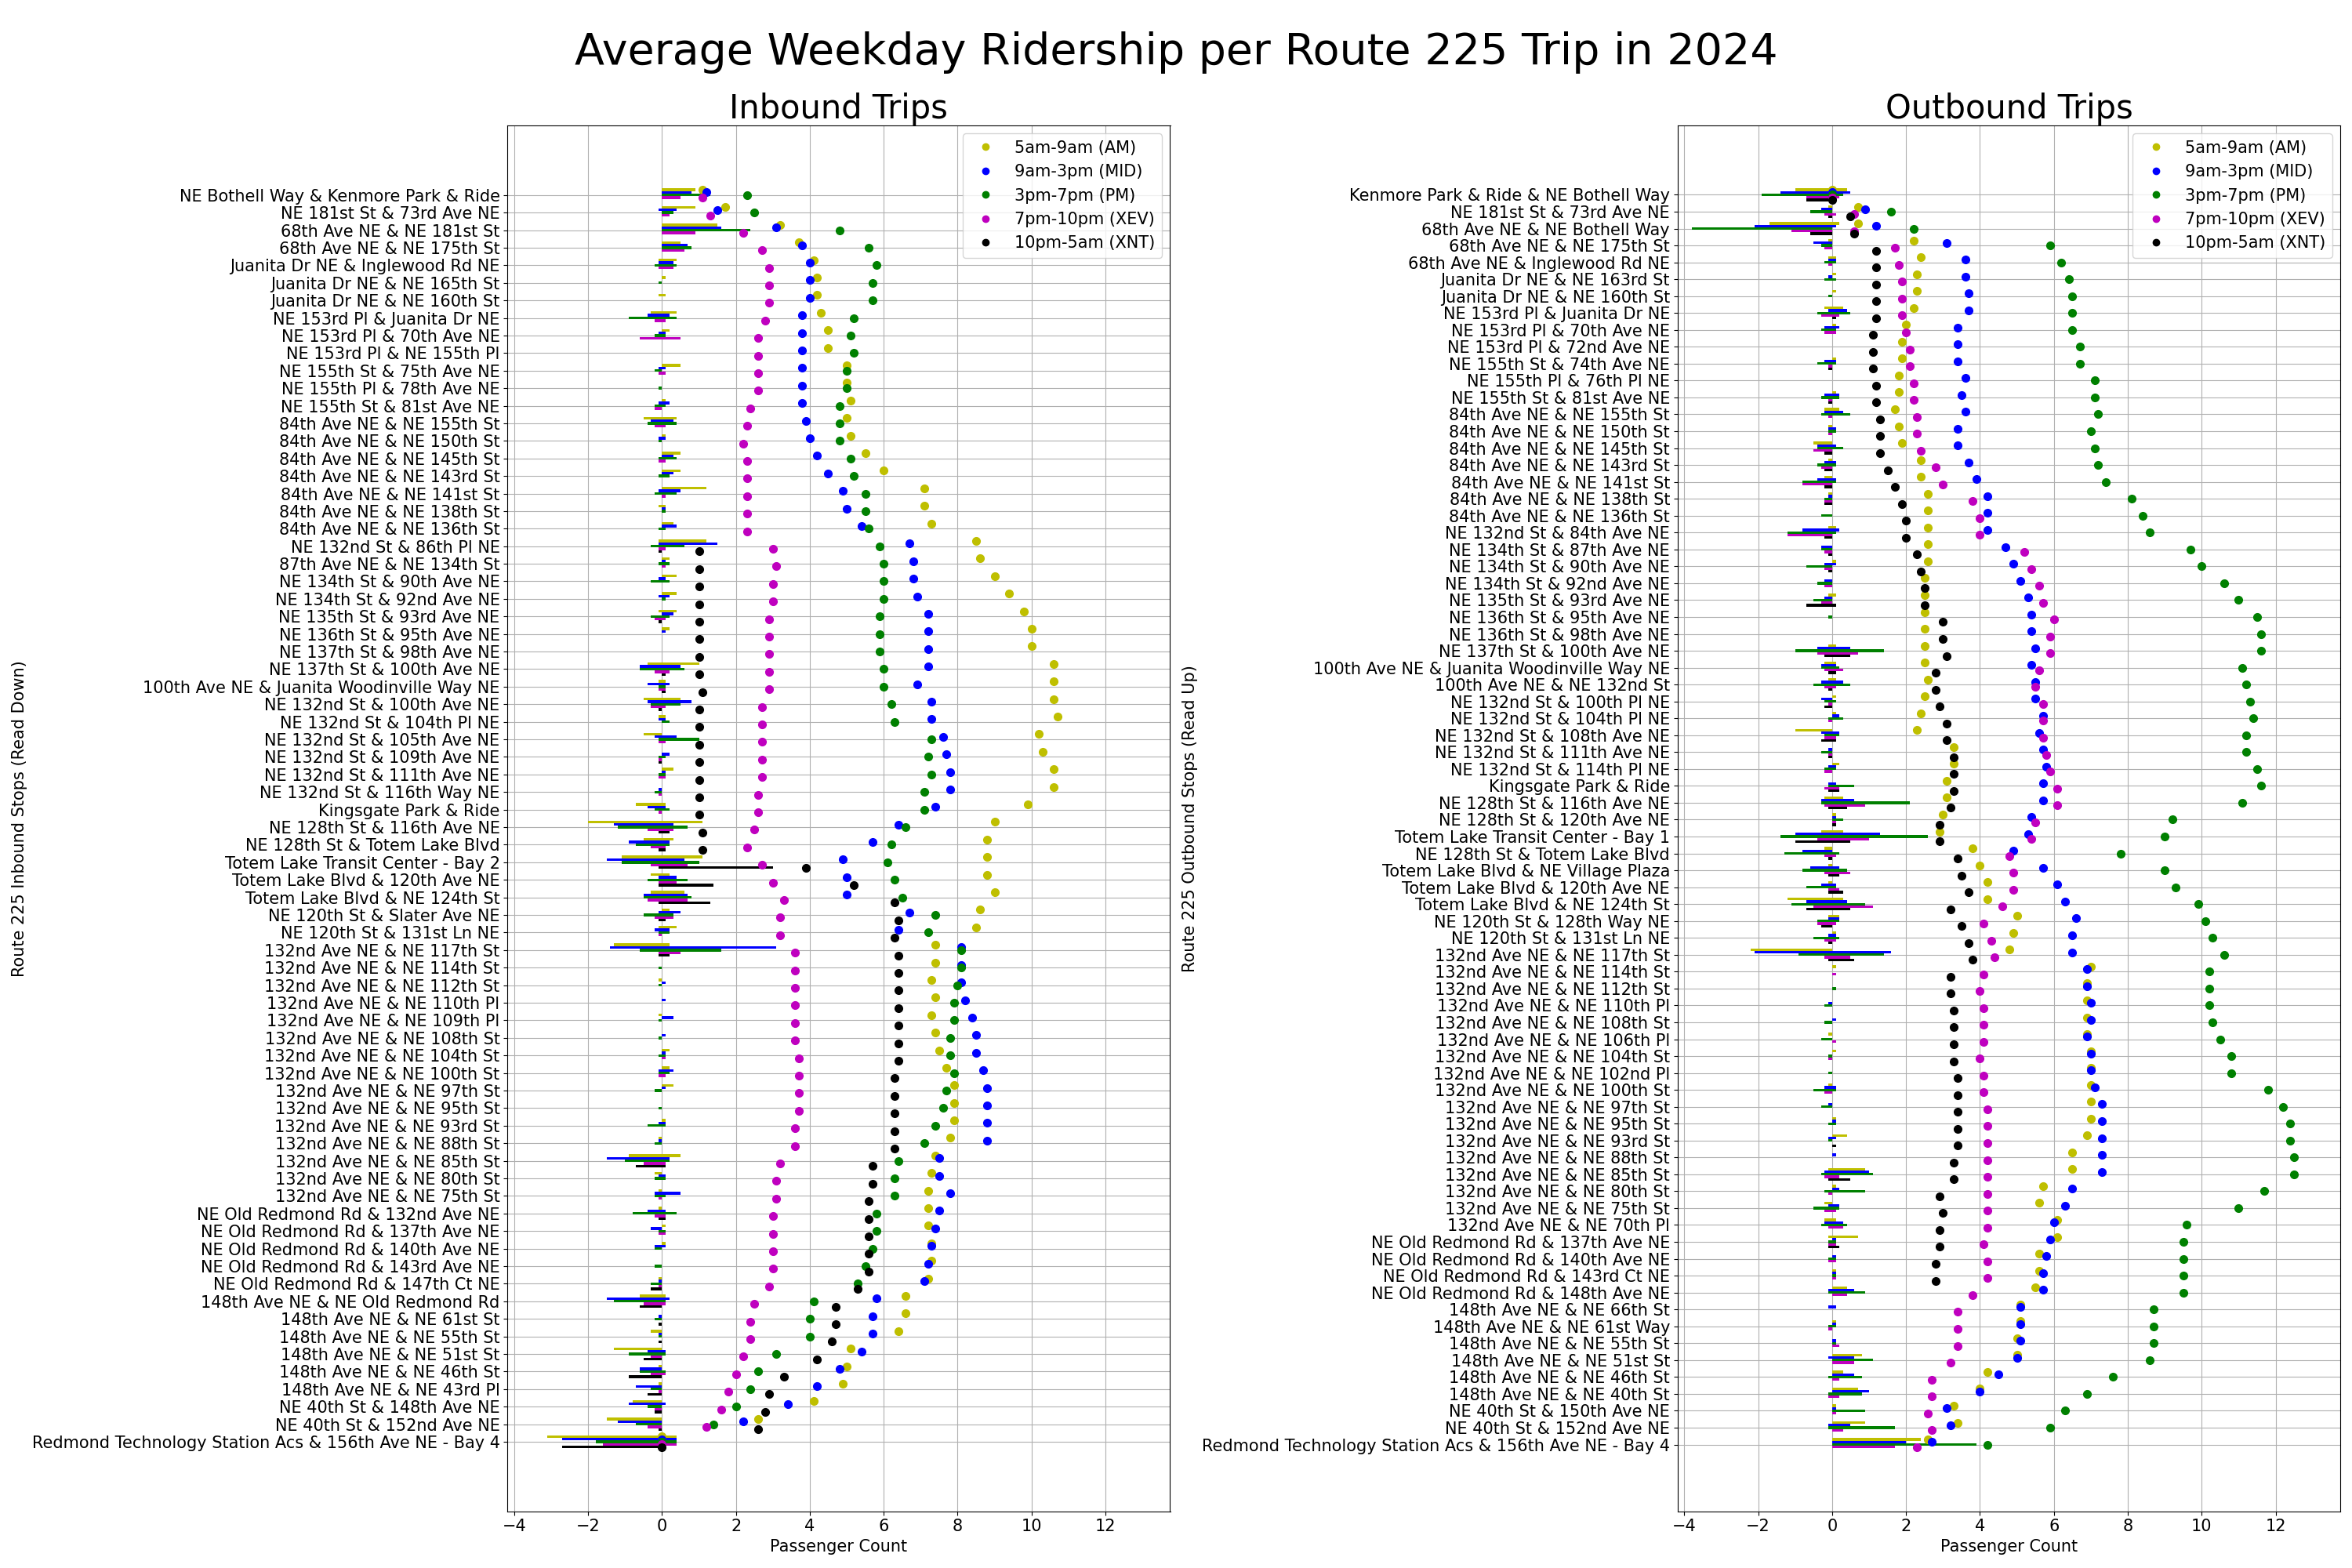 Average Weekday Ridership per Route 225 Trip in 2024
Inbound Trips
5am-9am (AM)
9am-3pm (MID)
3pm-7pm (PM)
7pm-10pm (XEV)
10pm-5am (XNT)
Route 225 Inbound Stops (Read Down)
NE Bothell Way & Kenmore Park & Ride
NE 181st St & 73rd Ave NE
68th Ave NE & NE 181st St
68th Ave NE & NE 175th St
Juanita Dr NE & Inglewood Rd NE
Juanita Dr NE & NE 165th St
Juanita Dr NE & NE 160th St
NE 153rd Pl & Juanita Dr NE
NE 153rd Pl & 70th Ave NE
NE 153rd Pl & NE 155th Pl
NE 155th St & 75th Ave NE
NE 155th Pl & 78th Ave NE
NE 155th St & 81st Ave NE
84th Ave NE & NE 155th St
84th Ave NE & NE 150th St
84th Ave NE & NE 145th St
84th Ave NE & NE 143rd St
84th Ave NE & NE 141st St
84th Ave NE & NE 138th St
84th Ave NE & NE 136th St
NE 132nd St & 86th Pl NE
87th Ave NE & NE 134th St
NE 134th St & 90th Ave NE
NE 134th St & 92nd Ave NE
NE 135th St & 93rd Ave NE
NE 136th St & 95th Ave NE
NE 137th St & 98th Ave NE
NE 137th St & 100th Ave NE
100th Ave NE & Juanita Woodinville Way NE
NE 132nd St & 100th Ave NE
NE 132nd St & 104th Pl NE
NE 132nd St & 105th Ave NE
NE 132nd St & 109th Ave NE
NE 132nd St & 111th Ave NE
NE 132nd St & 116th Way NE
Kingsgate Park & Ride
NE 128th St & 116th Ave NE
NE 128th St & Totem Lake Blvd
Totem Lake Transit Center - Bay 2
Totem Lake Blvd & 120th Ave NE
Totem Lake Blvd & NE 124th St
NE 120th St & Slater Ave NE
NE 120th St & 131st Ln NE
132nd Ave NE & NE 117th St
132nd Ave NE & NE 114th St
132nd Ave NE & NE 112th St
132nd Ave NE & NE 110th Pl
132nd Ave NE & NE 109th Pl
132nd Ave NE & NE 108th St
132nd Ave NE & NE 104th St
132nd Ave NE & NE 100th St
132nd Ave NE & NE 97th St
132nd Ave NE & NE 95th St
132nd Ave NE & NE 93rd St
132nd Ave NE & NE 88th St
132nd Ave NE & NE 85th St
132nd Ave NE & NE 80th St
132nd Ave NE & NE 75th St
NE Old Redmond Rd & 132nd Ave NE
NE Old Redmond Rd & 137th Ave NE
NE Old Redmond Rd & 140th Ave NE
NE Old Redmond Rd & 143rd Ave NE
NE Old Redmond Rd & 147th Ct NE
148th Ave NE & NE Old Redmond Rd
148th Ave NE & NE 61st St
148th Ave NE & NE 55th St
148th Ave NE & NE 51st St
148th Ave NE & NE 46th St
148th Ave NE & NE 43rd Pl
NE 40th St & 148th Ave NE
NE 40th St & 152nd Ave NE
Redmond Technology Station Acs & 156th Ave NE - Bay 4
−4 −2 0 2 4 6 8 10 12
Passenger Count
Outbound Trips
5am-9am (AM)
9am-3pm (MID)
3pm-7pm (PM)
7pm-10pm (XEV)
10pm-5am (XNT)
Route 225 Outbound Stops (Read Up)
Kenmore Park & Ride & NE Bothell Way
NE 181st St & 73rd Ave NE
68th Ave NE & NE Bothell Way
68th Ave NE & NE 175th St
68th Ave NE & Inglewood Rd NE
Juanita Dr NE & NE 163rd St
Juanita Dr NE & NE 160th St
NE 153rd Pl & Juanita Dr NE
NE 153rd Pl & 70th Ave NE
NE 153rd Pl & 72nd Ave NE
NE 155th St & 74th Ave NE
NE 155th Pl & 76th Pl NE
NE 155th St & 81st Ave NE
84th Ave NE & NE 155th St
84th Ave NE & NE 150th St
84th Ave NE & NE 145th St
84th Ave NE & NE 143rd St
84th Ave NE & NE 141st St
84th Ave NE & NE 138th St
84th Ave NE & NE 136th St
NE 132nd St & 84th Ave NE
NE 134th St & 87th Ave NE
NE 134th St & 90th Ave NE
NE 134th St & 92nd Ave NE
NE 135th St & 93rd Ave NE
NE 136th St & 95th Ave NE
NE 136th St & 98th Ave NE
NE 137th St & 100th Ave NE
100th Ave NE & Juanita Woodinville Way NE
100th Ave NE & NE 132nd St
NE 132nd St & 100th Pl NE
NE 132nd St & 104th Pl NE
NE 132nd St & 108th Ave NE
NE 132nd St & 111th Ave NE
NE 132nd St & 114th Pl NE
Kingsgate Park & Ride
NE 128th St & 116th Ave NE
NE 128th St & 120th Ave NE
Totem Lake Transit Center - Bay 1
NE 128th St & Totem Lake Blvd
Totem Lake Blvd & NE Village Plaza
Totem Lake Blvd & 120th Ave NE
Totem Lake Blvd & NE 124th St
NE 120th St & 128th Way NE
NE 120th St & 131st Ln NE
132nd Ave NE & NE 117th St
132nd Ave NE & NE 114th St
132nd Ave NE & NE 112th St
132nd Ave NE & NE 110th Pl
132nd Ave NE & NE 108th St
132nd Ave NE & NE 106th Pl
132nd Ave NE & NE 104th St
132nd Ave NE & NE 102nd Pl
132nd Ave NE & NE 100th St
132nd Ave NE & NE 97th St
132nd Ave NE & NE 95th St
132nd Ave NE & NE 93rd St
132nd Ave NE & NE 88th St
132nd Ave NE & NE 85th St
132nd Ave NE & NE 80th St
132nd Ave NE & NE 75th St
132nd Ave NE & NE 70th Pl
NE Old Redmond Rd & 137th Ave NE
NE Old Redmond Rd & 140th Ave NE
NE Old Redmond Rd & 143rd Ct NE
NE Old Redmond Rd & 148th Ave NE
148th Ave NE & NE 66th St
148th Ave NE & NE 61st Way
148th Ave NE & NE 55th St
148th Ave NE & NE 51st St
148th Ave NE & NE 46th St
148th Ave NE & NE 40th St
NE 40th St & 150th Ave NE
NE 40th St & 152nd Ave NE
Redmond Technology Station Acs & 156th Ave NE - Bay 4
−4 −2 0 2 4 6 8 10 12
Passenger Count